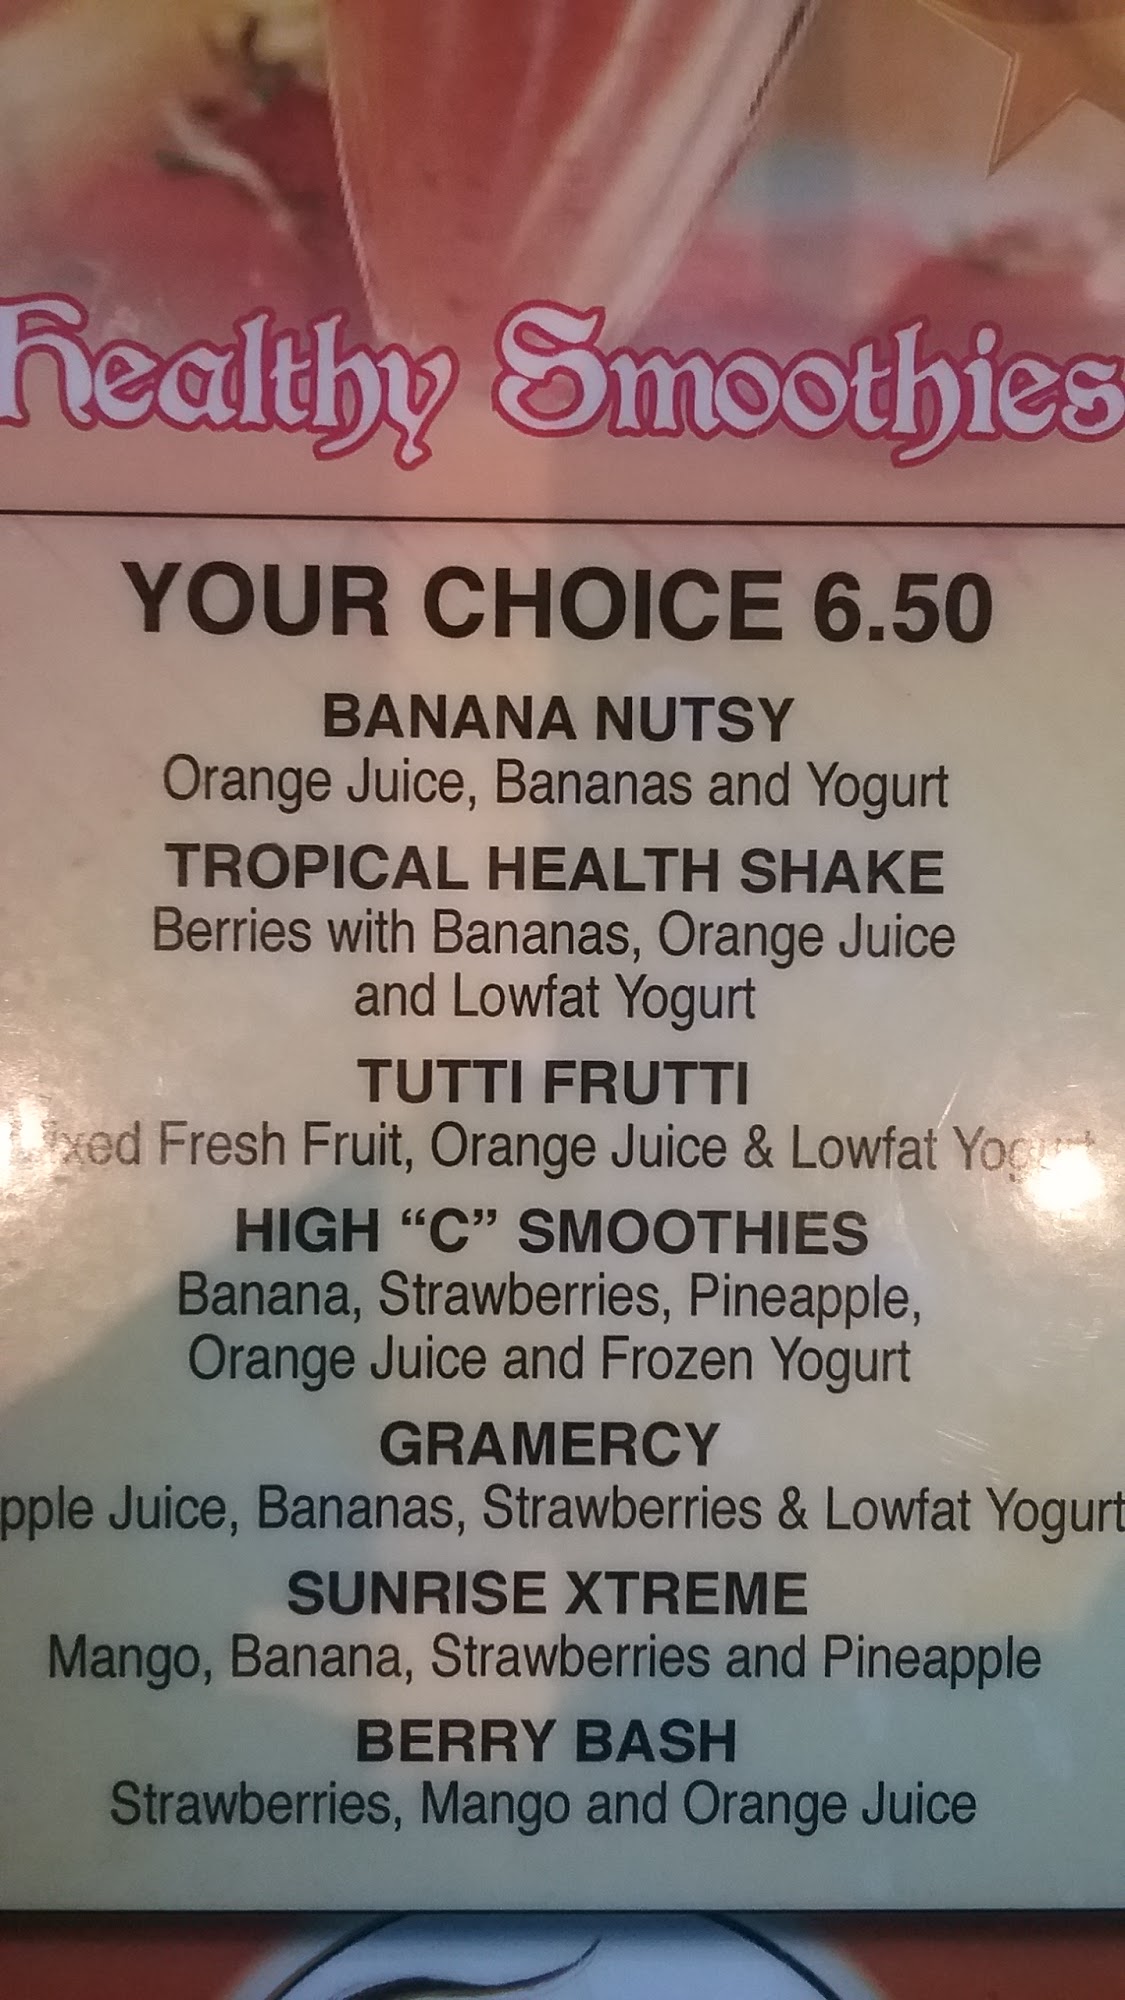 Healthy Smoothies
YOUR CHOICE 6.50
BANANA NUTSY
Orange Juice, Bananas and Yogurt
TROPICAL HEALTH SHAKE
Berries with Bananas, Orange Juice
and Lowfat Yogurt
TUTTI FRUTTI
Mixed Fresh Fruit, Orange Juice & Lowfat Yogurt
HIGH “C” SMOOTHIES
Banana, Strawberries, Pineapple,
Orange Juice and Frozen Yogurt
GRAMERCY
pple Juice, Bananas, Strawberries & Lowfat Yogurt
SUNRISE XTREME
Mango, Banana, Strawberries and Pineapple
BERRY BASH
Strawberries, Mango and Orange Juice